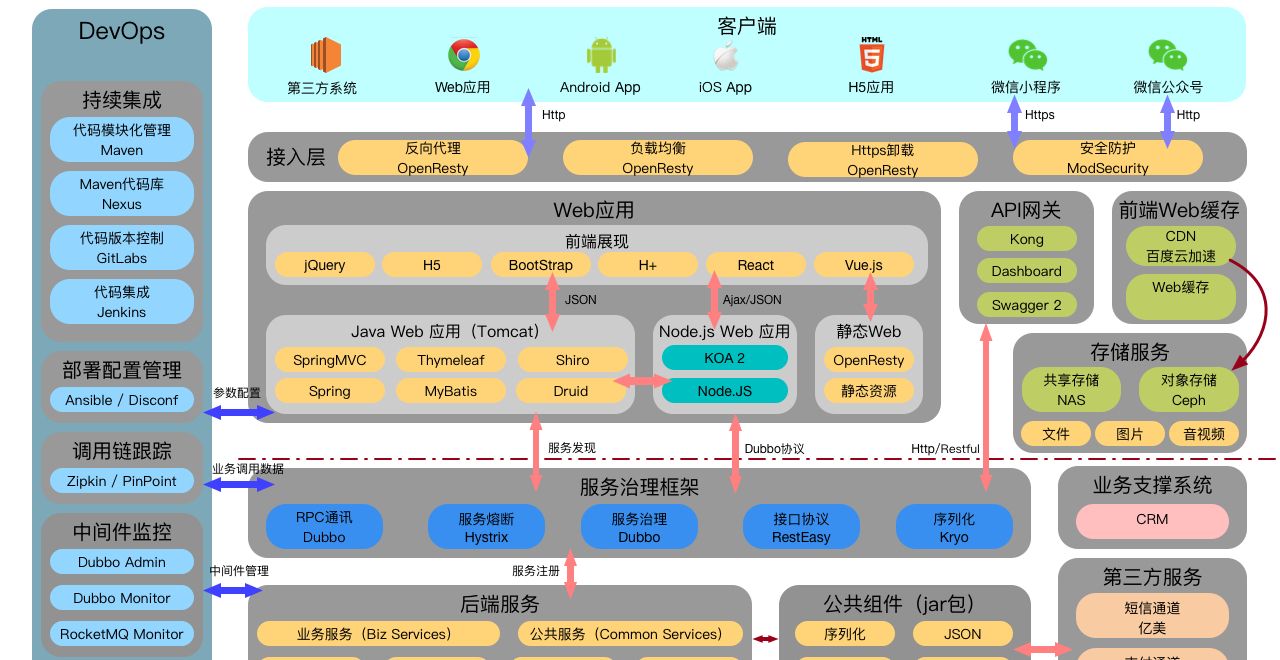 DevOps
持续集成
代码模块化管理
Maven
Maven代码库
Nexus
代码版本控制
GitLabs
代码集成
Jenkins
部署配置管理
Ansible / Disconf
调用链跟踪
Zipkin / PinPoint
中间件监控
Dubbo Admin
Dubbo Monitor
RocketMQ Monitor
参数配置
业务调用数据
中间件管理
客户端
HTML
5
第三方系统
Web应用
Android App
iOS App
H5应用
微信小程序
微信公众号
Http
Https
Http
接入层
反向代理
OpenResty
负载均衡
OpenResty
Https卸载
OpenResty
安全防护
ModSecurity
Web应用
前端展现
jQuery
H5
BootStrap
H+
React
Vue.js
JSON
Ajax/JSON
Java Web 应用（Tomcat）
SpringMVC
Thymeleaf
Shiro
Spring
MyBatis
Druid
Node.js Web 应用
KOA 2
Node.JS
静态Web
OpenResty
静态资源
API网关
Kong
Dashboard
Swagger 2
前端Web缓存
CDN
百度云加速
Web缓存
存储服务
共享存储
NAS
对象存储
Ceph
文件
图片
音视频
服务发现
Dubbo协议
Http/Restful
服务治理框架
RPC通讯
Dubbo
服务熔断
Hystrix
服务治理
Dubbo
接口协议
RestEasy
序列化
Kryo
业务支撑系统
CRM
服务注册
后端服务
业务服务（Biz Services）
公共服务（Common Services）
公共组件（jar包）
序列化
JSON
第三方服务
短信通道
亿美
支付通道